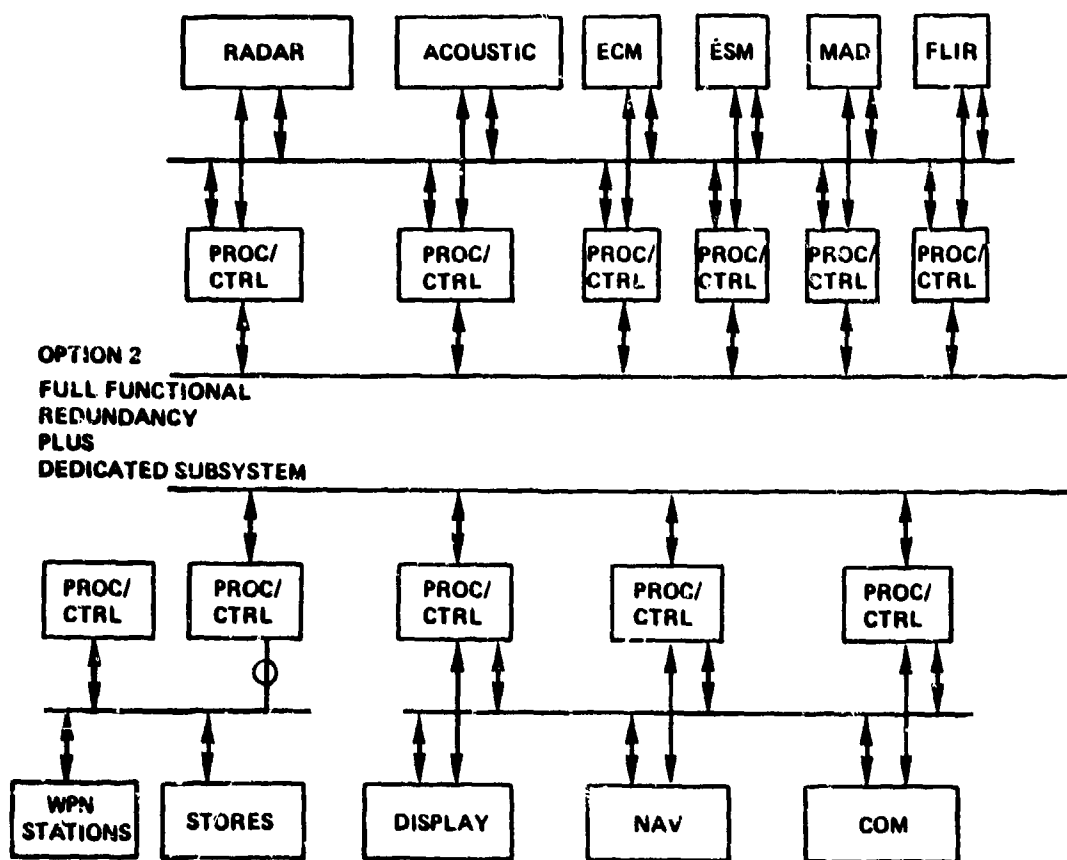 RADAR
ACOUSTIC
ECM
ESM
MAD
FLIR
PROC/
CTRL
PROC/
CTRL
PROC/
CTRL
PROC/
CTRL
PROC/
CTRL
PROC/
CTRL
OPTION 2
FULL FUNCTIONAL
REDUNDANCY
PLUS
DEDICATED SUBSYSTEM
PROC/
CTRL
PROC/
CTRL
PROC/
CTRL
PROC/
CTRL
PROC/
CTRL
WPN
STATIONS
STORES
DISPLAY
NAV
COM